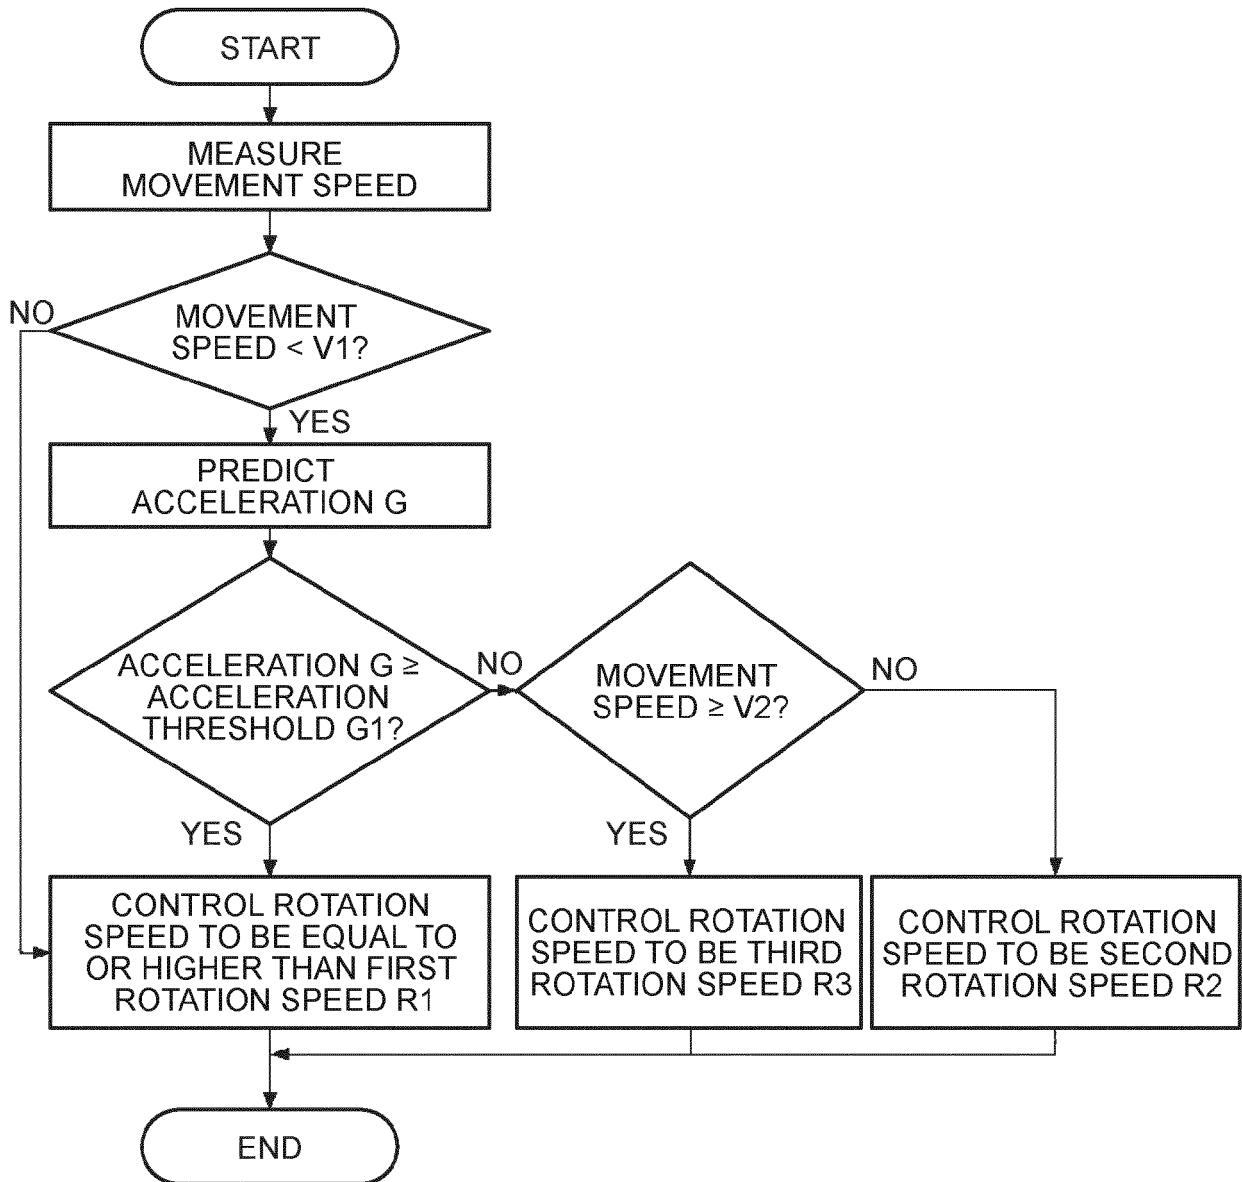 START
MEASURE
MOVEMENT SPEED
MOVEMENT
SPEED < V1?
NO
YES
PREDICT
ACCELERATION G
ACCELERATION G ≥
ACCELERATION
THRESHOLD G1?
NO
MOVEMENT
SPEED ≥ V2?
NO
YES
YES
CONTROL ROTATION
SPEED TO BE EQUAL TO
OR HIGHER THAN FIRST
ROTATION SPEED R1
CONTROL ROTATION
SPEED TO BE THIRD
ROTATION SPEED R3
CONTROL ROTATION
SPEED TO BE SECOND
ROTATION SPEED R2
END